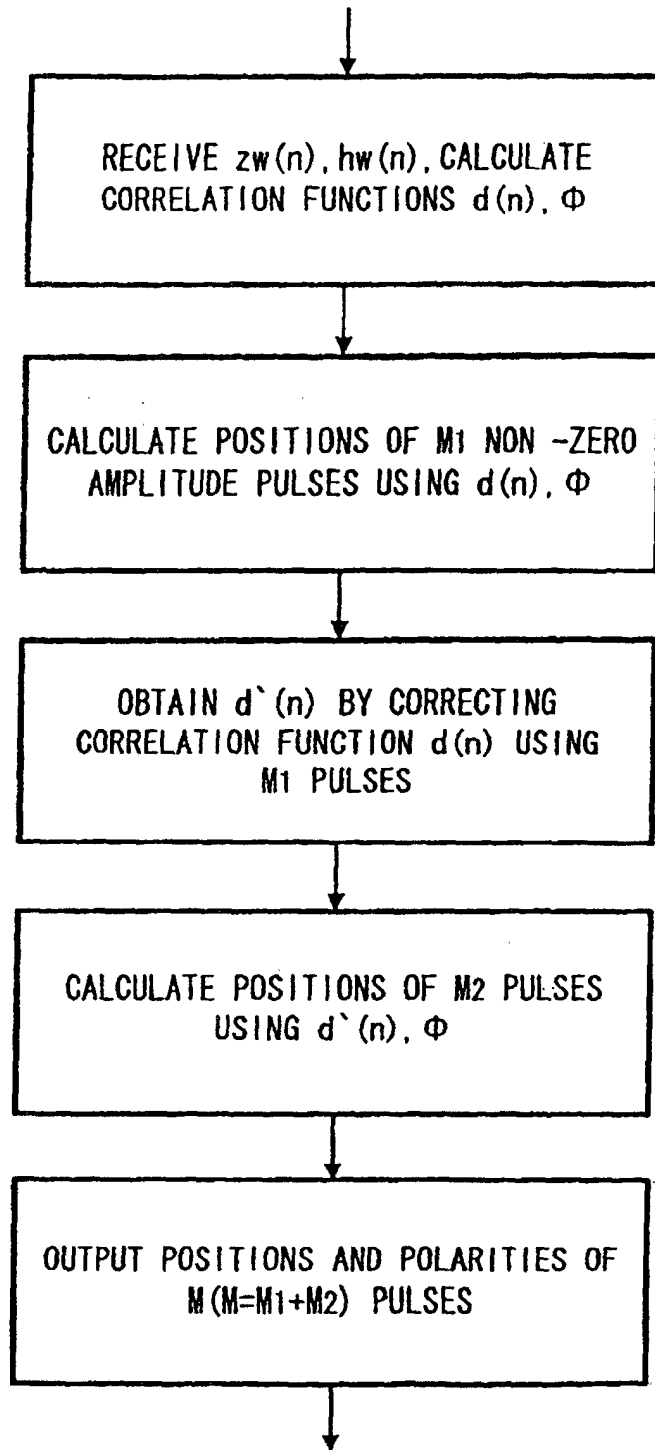 RECEIVE zw(n), hw(n), CALCULATE
CORRELATION FUNCTIONS d(n), Φ
CALCULATE POSITIONS OF M1 NON -ZERO
AMPLITUDE PULSES USING d(n), Φ
OBTAIN d`(n) BY CORRECTING
CORRELATION FUNCTION d(n) USING
M1 PULSES
CALCULATE POSITIONS OF M2 PULSES
USING d`(n), Φ
OUTPUT POSITIONS AND POLARITIES OF
M(M=M1+M2) PULSES